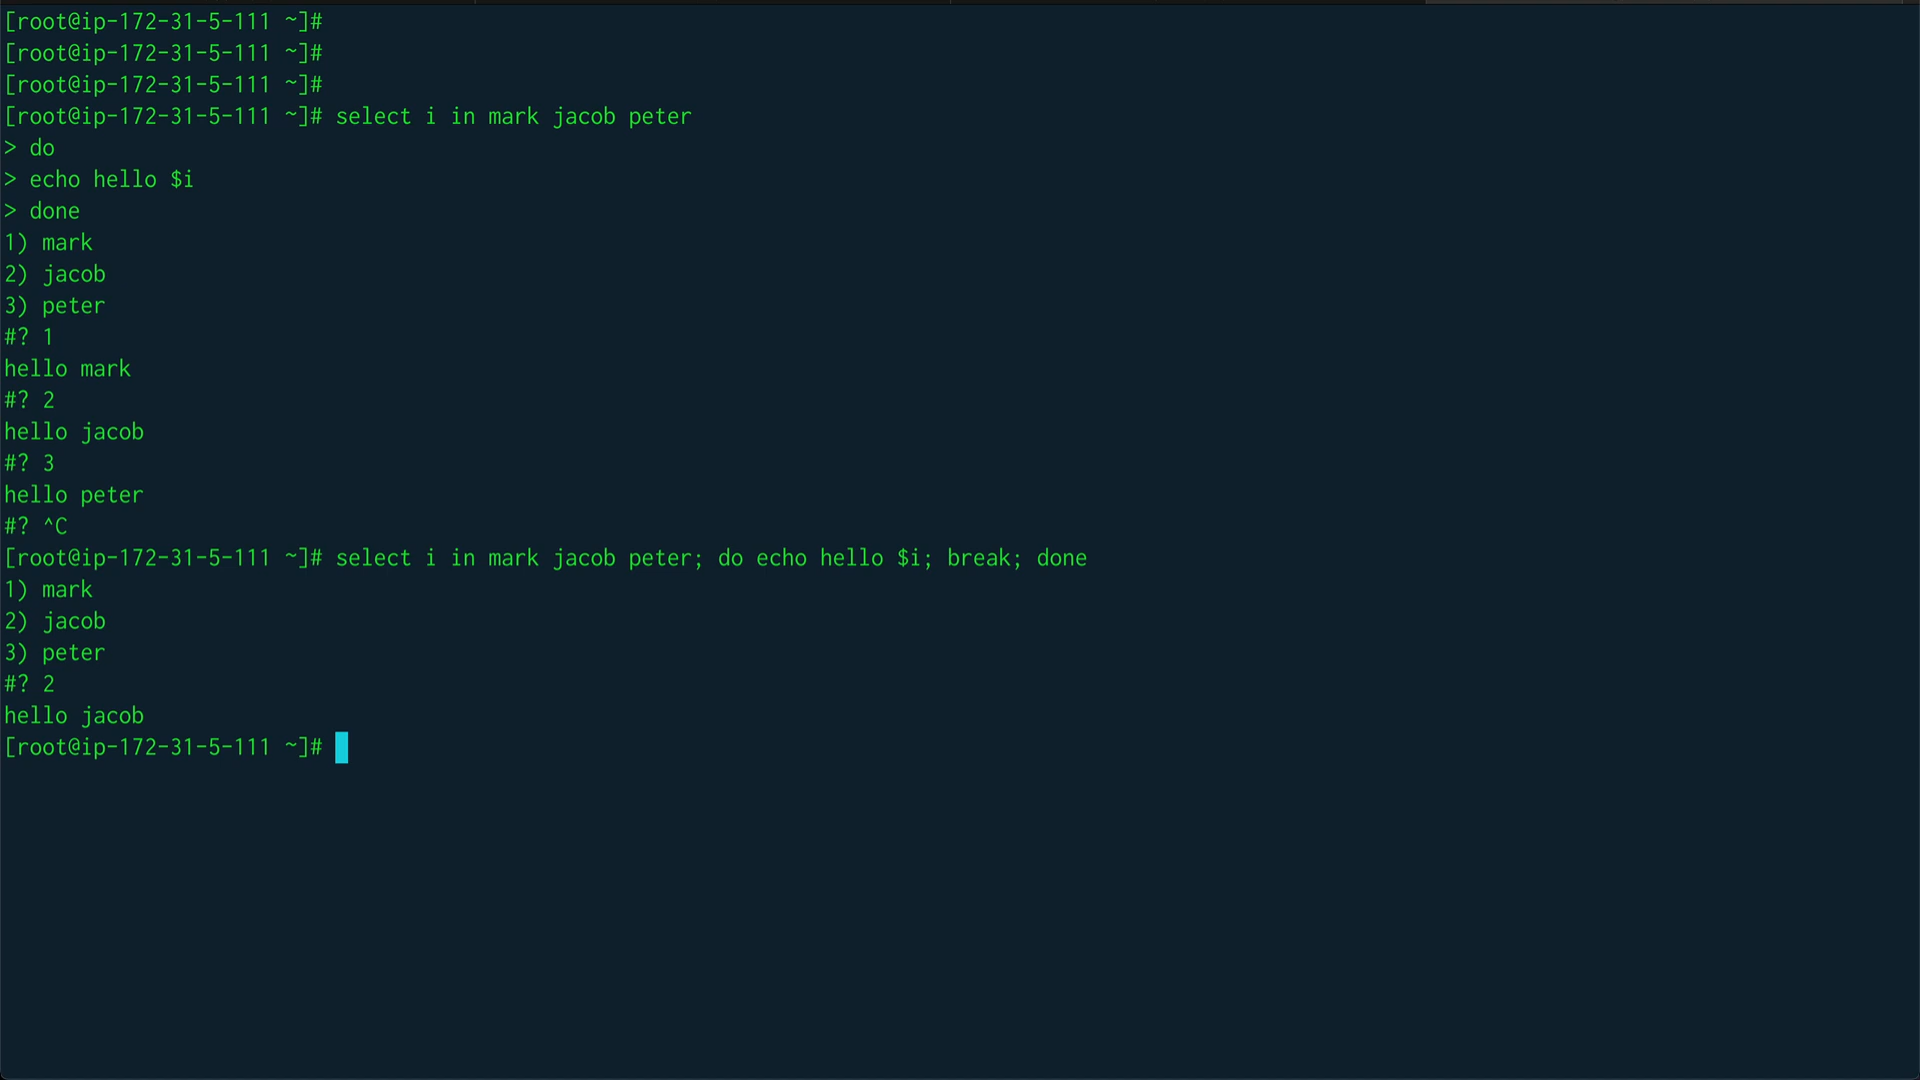 [root@ip-172-31-5-111 ~]#
[root@ip-172-31-5-111 ~]#
[root@ip-172-31-5-111 ~]#
[root@ip-172-31-5-111 ~]# select i in mark jacob peter
> do
> echo hello $i
> done
1) mark
2) jacob
3) peter
#? 1
hello mark
#? 2
hello jacob
#? 3
hello peter
#? ^C
[root@ip-172-31-5-111 ~]# select i in mark jacob peter; do echo hello $i; break; done
1) mark
2) jacob
3) peter
#? 2
hello jacob
[root@ip-172-31-5-111 ~]#